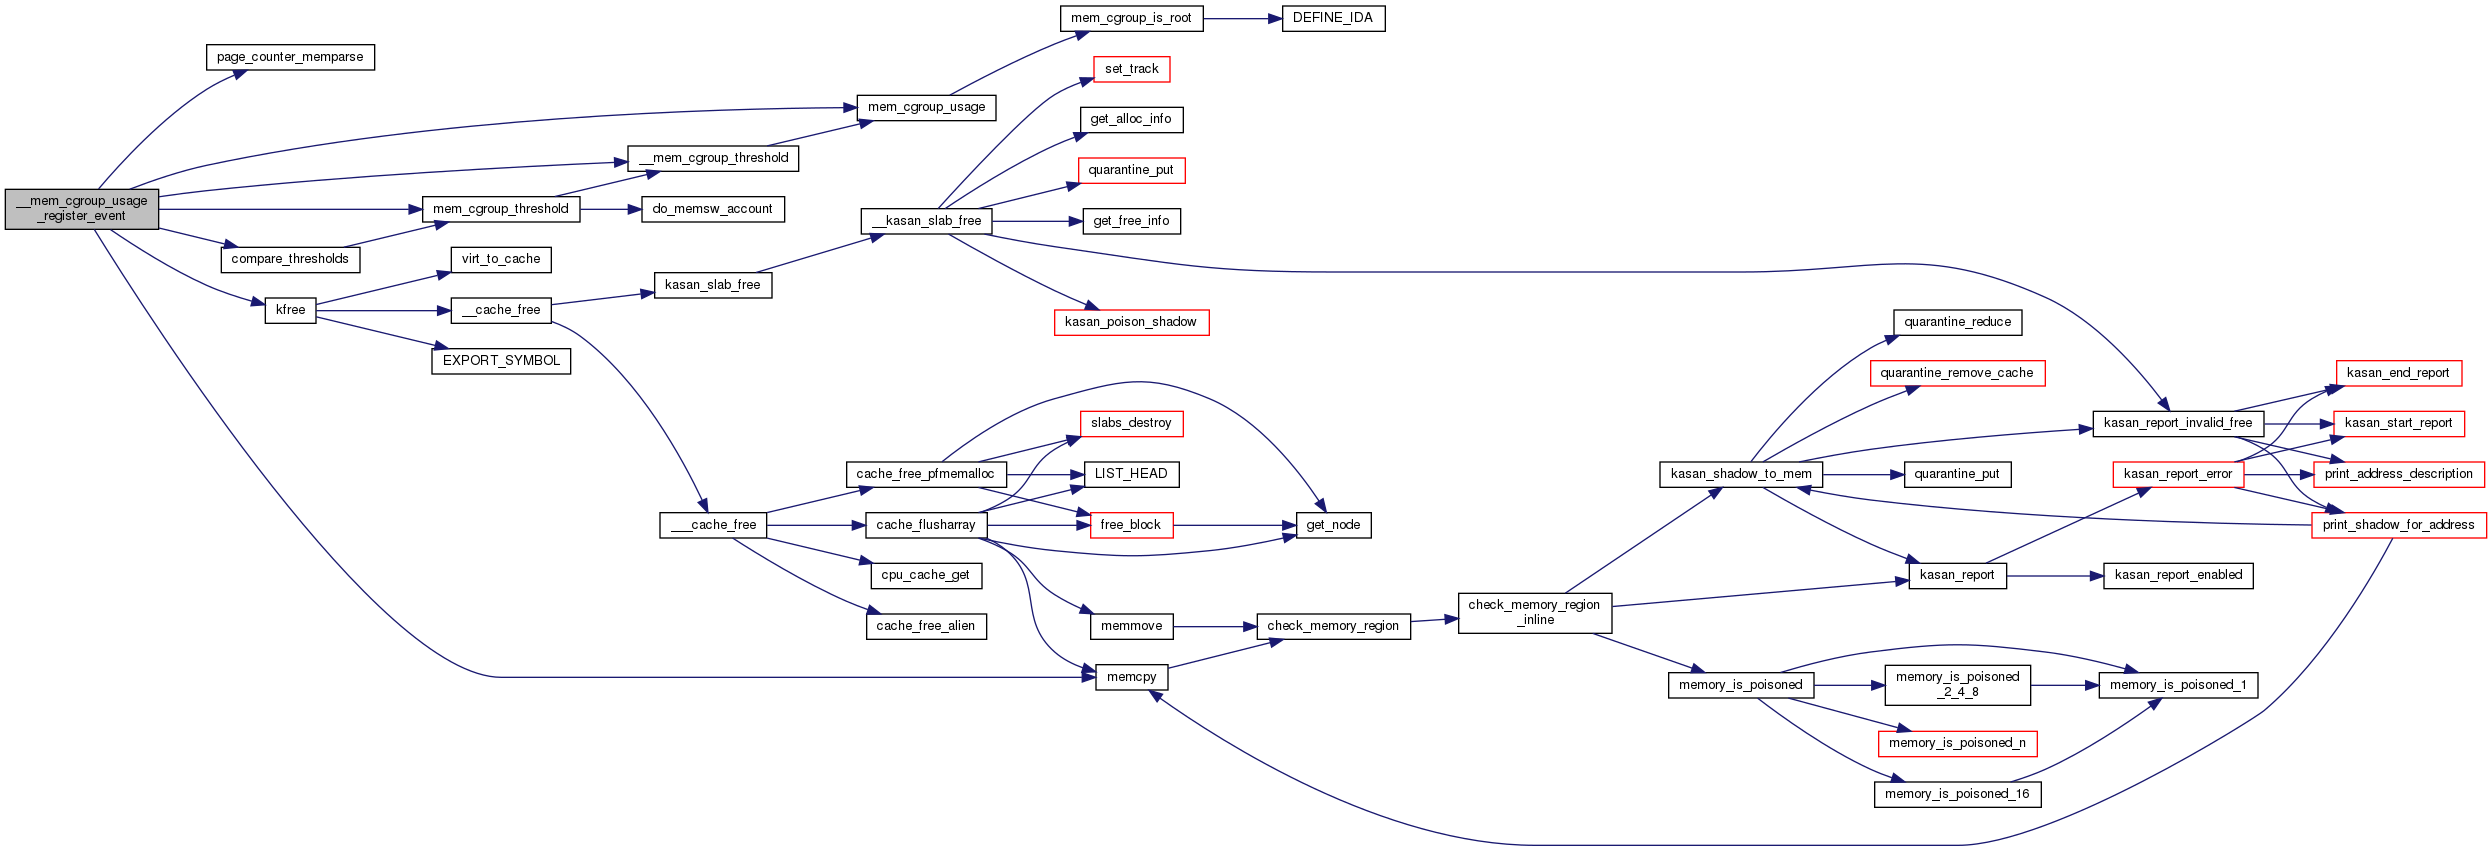 __mem_cgroup_usage
_register_event
page_counter_memparse
mem_cgroup_usage
mem_cgroup_is_root
DEFINE_IDA
__mem_cgroup_threshold
mem_cgroup_threshold
do_memsw_account
compare_thresholds
kfree
virt_to_cache
__cache_free
EXPORT_SYMBOL
kasan_slab_free
__kasan_slab_free
set_track
get_alloc_info
quarantine_put
get_free_info
kasan_poison_shadow
___cache_free
cache_free_pfmemalloc
cache_flusharray
cpu_cache_get
cache_free_alien
slabs_destroy
LIST_HEAD
free_block
get_node
memmove
memcpy
check_memory_region
check_memory_region
_inline
kasan_shadow_to_mem
quarantine_reduce
quarantine_remove_cache
quarantine_put
kasan_report
kasan_report_invalid_free
kasan_report_error
kasan_report_enabled
kasan_end_report
kasan_start_report
print_address_description
print_shadow_for_address
memory_is_poisoned
memory_is_poisoned
_2_4_8
memory_is_poisoned_n
memory_is_poisoned_16
memory_is_poisoned_1